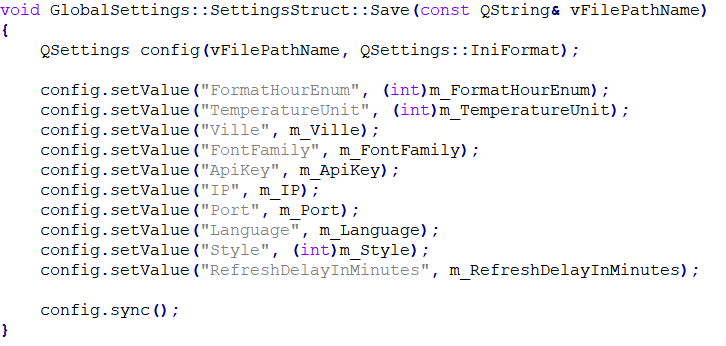 void GlobalSettings::SettingsStruct::Save(const QString& vFilePathName)
{
    QSettings config(vFilePathName, QSettings::IniFormat);

    config.setValue("FormatHourEnum", (int)m_FormatHourEnum);
    config.setValue("TemperatureUnit", (int)m_TemperatureUnit);
    config.setValue("Ville", m_Ville);
    config.setValue("FontFamily", m_FontFamily);
    config.setValue("ApiKey", m_ApiKey);
    config.setValue("IP", m_IP);
    config.setValue("Port", m_Port);
    config.setValue("Language", m_Language);
    config.setValue("Style", (int)m_Style);
    config.setValue("RefreshDelayInMinutes", m_RefreshDelayInMinutes);

    config.sync();
}